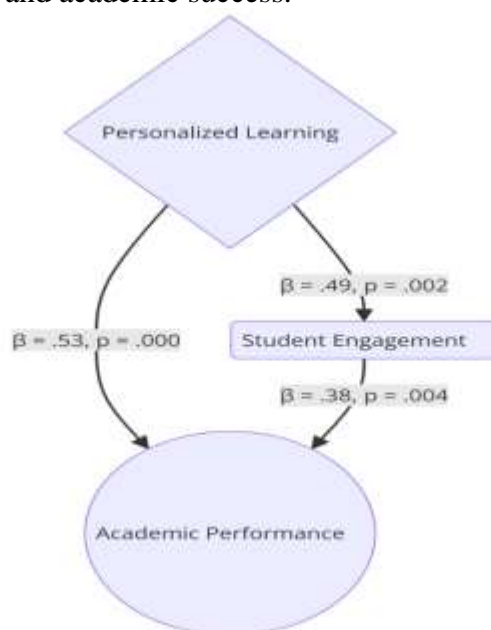 and academic success.
Personalized Learning
β = .49, p = .002
β = .53, p = .000
Student Engagement
β = .38, p = .004
Academic Performance